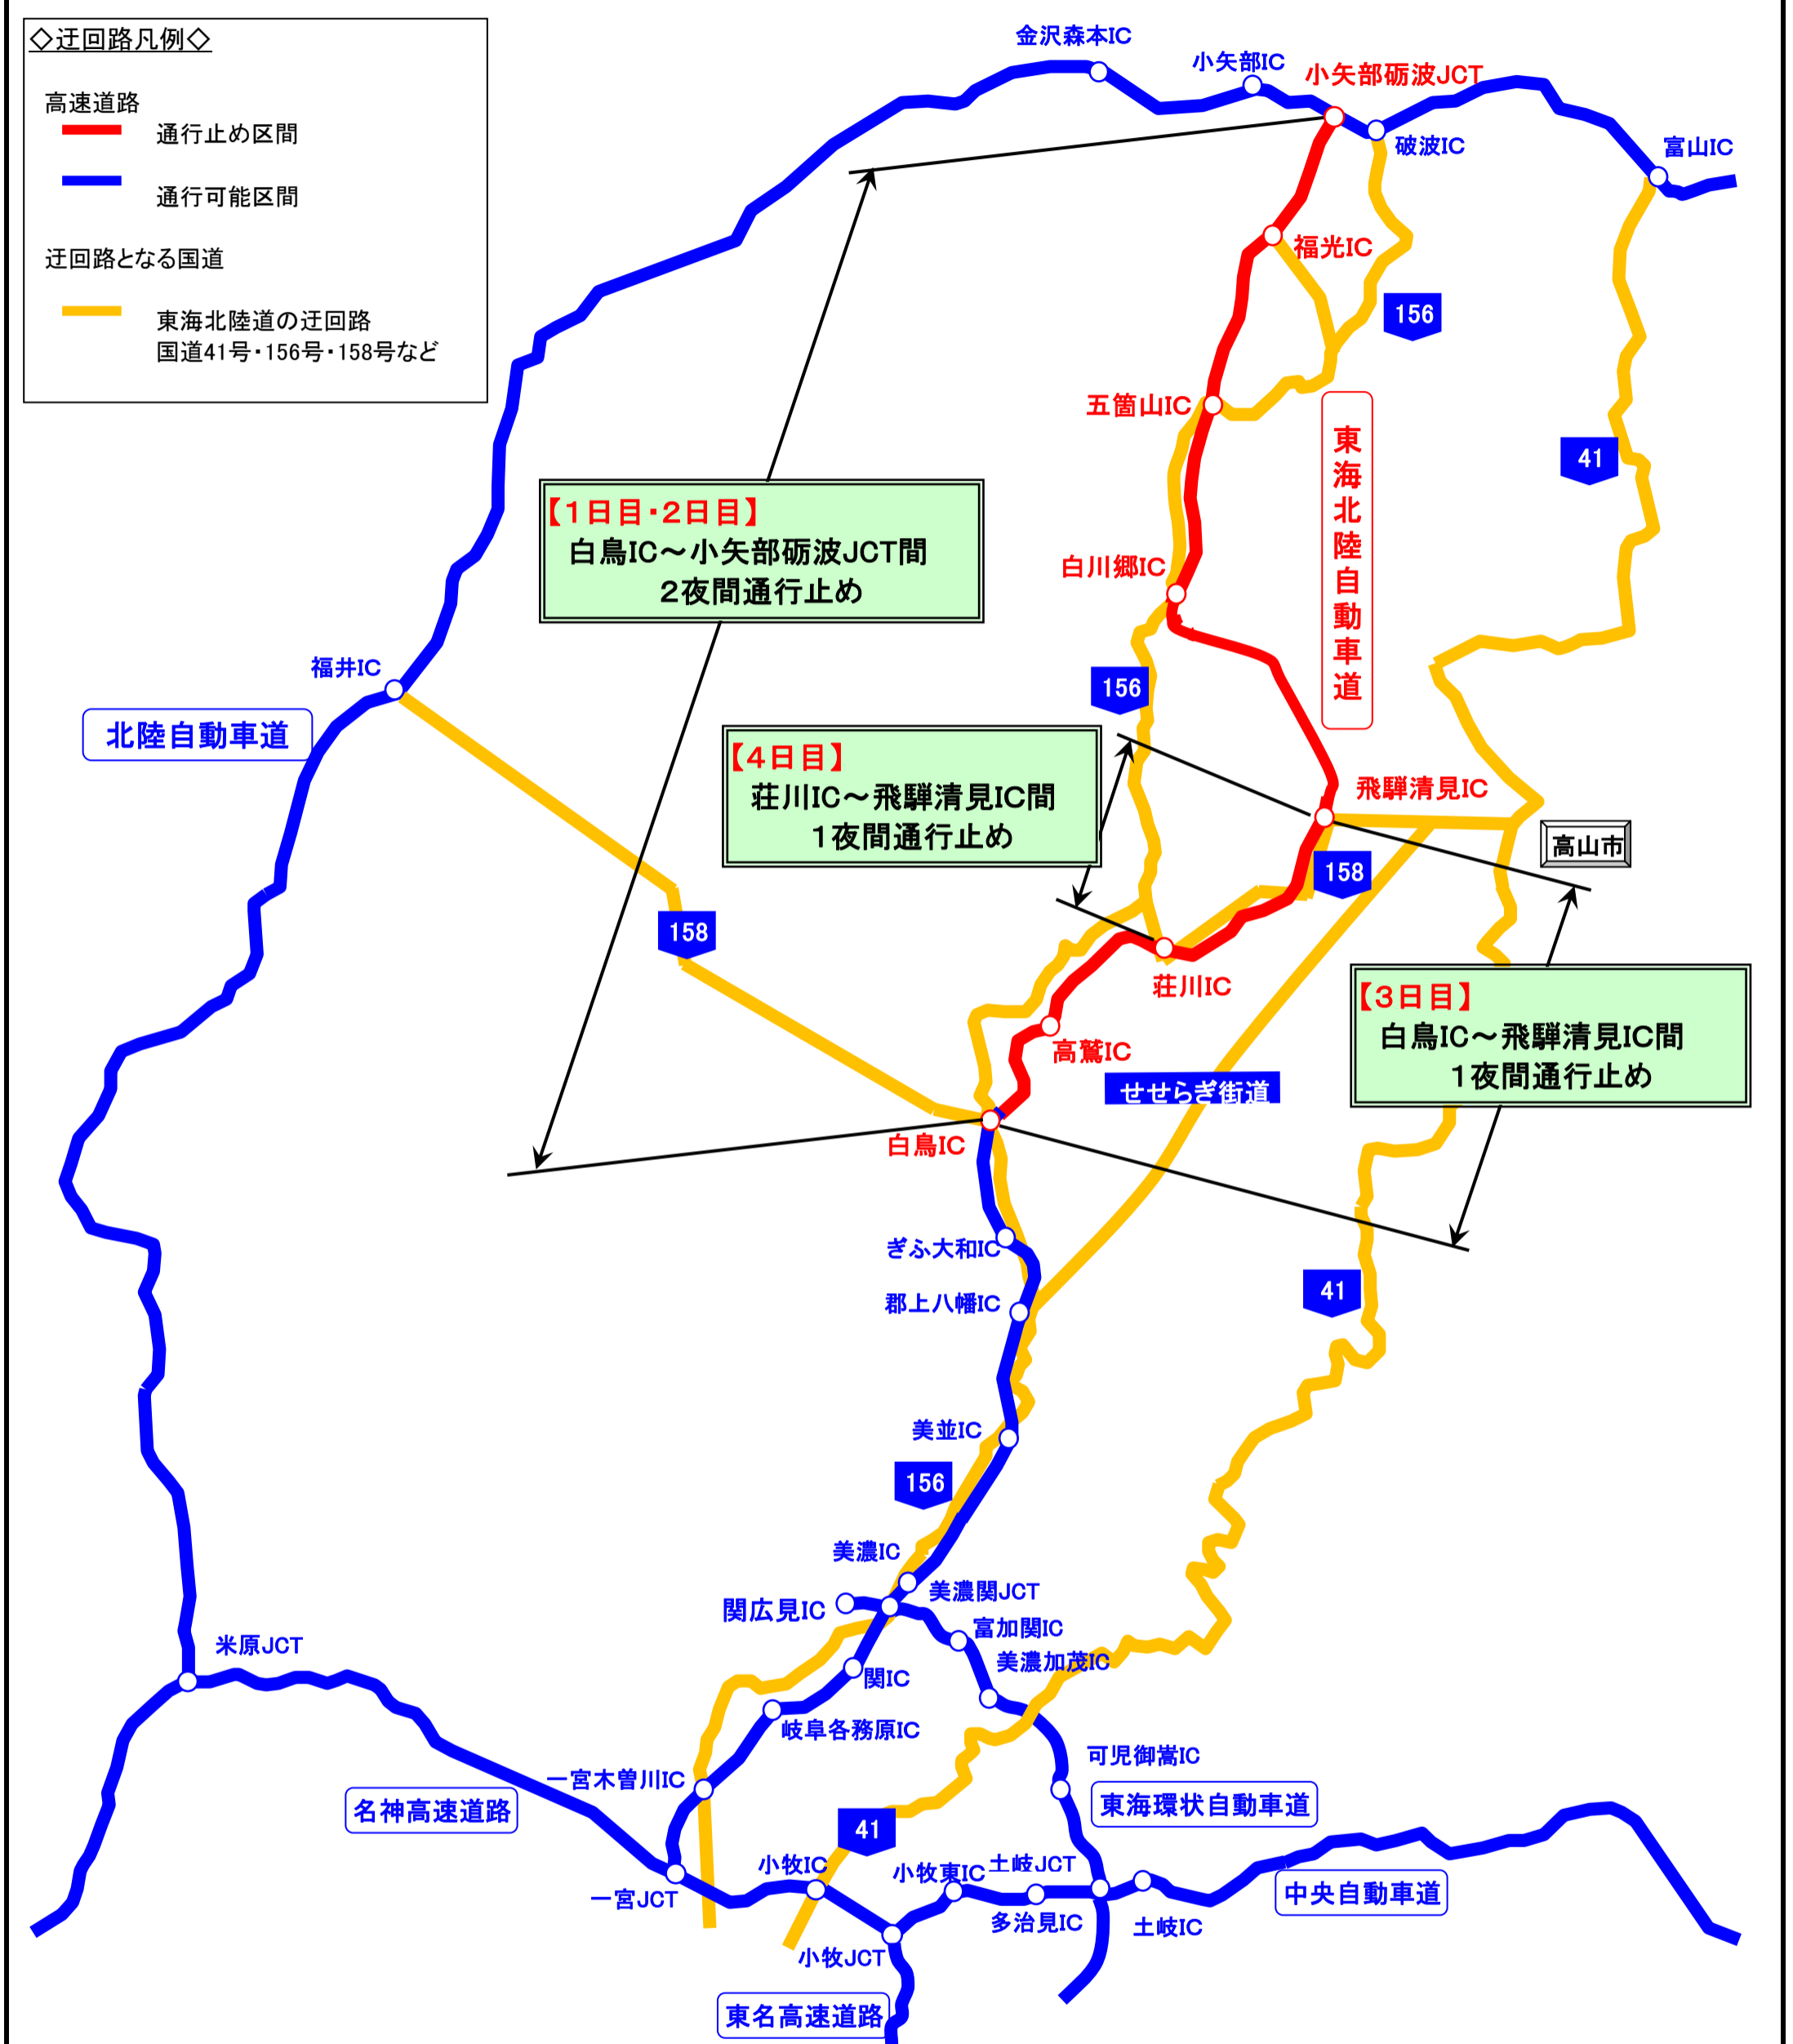 ◇迂回路凡例◇
高速道路
通行止め区間
通行可能区間
迂回路となる国道
東海北陸道の迂回路
国道41号・156号・158号など
金沢森本IC
小矢部IC
小矢部砺波JCT
破波IC
富山IC
福光IC
156
五箇山IC
東海北陸自動車道
41
【1日目・2日目】
白鳥IC～小矢部砺波JCT間
2夜間通行止め
白川郷IC
福井IC
北陸自動車道
156
【4日目】
荘川IC～飛騨清見IC間
1夜間通行止め
飛騨清見IC
高山市
158
158
荘川IC
【3日目】
白鳥IC～飛騨清見IC間
1夜間通行止め
高鷲IC
せせらぎ街道
白鳥IC
ぎふ大和IC
郡上八幡IC
41
美並IC
156
美濃IC
美濃関JCT
関広見IC
富加関IC
米原JCT
美濃加茂IC
関IC
岐阜各務原IC
可児御嵩IC
一宮木曽川IC
名神高速道路
東海環状自動車道
41
小牧IC
小牧東IC
土岐JCT
一宮JCT
中央自動車道
多治見IC
土岐IC
小牧JCT
東名高速道路